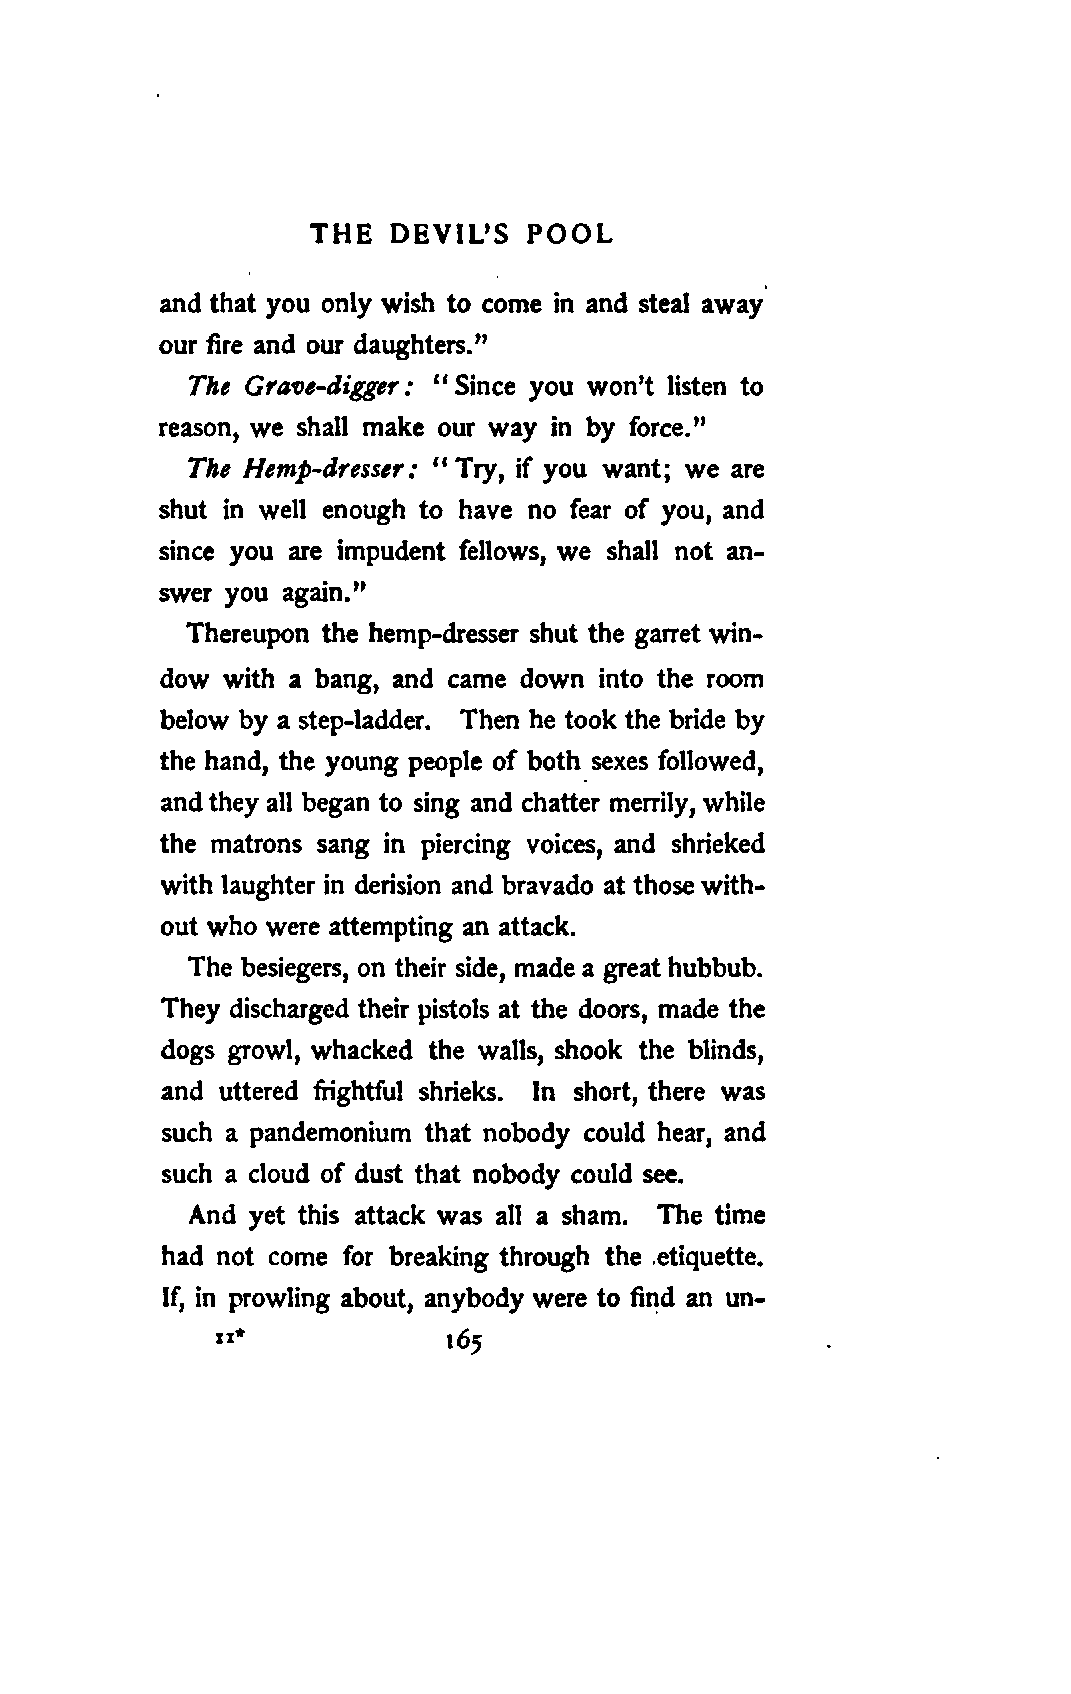 THE DEVIL'S POOL
and that you only wish to come in and steal away
our fire and our daughters."
The Grave-digger: "Since you won't listen to
reason, we shall make our way in by force."
The Hemp-dresser: "Try, if you want; we are
shut in well enough to have no fear of you, and
since you are impudent fellows, we shall not an-
swer you again."
Thereupon the hemp-dresser shut the garret win-
dow with a bang, and came down into the room
below by a step-ladder. Then he took the bride by
the hand, the young people of both sexes followed,
and they all began to sing and chatter merrily, while
the matrons sang in piercing voices, and shrieked
with laughter in derision and bravado at those with-
out who were attempting an attack.
The besiegers, on their side, made a great hubbub.
They discharged their pistols at the doors, made the
dogs growl, whacked the walls, shook the blinds,
and uttered frightful shrieks. In short, there was
such a pandemonium that nobody could hear, and
such a cloud of dust that nobody could see.
And yet this attack was all a sham. The time
had not come for breaking through the etiquette.
If, in prowling about, anybody were to find an un-
11* 165